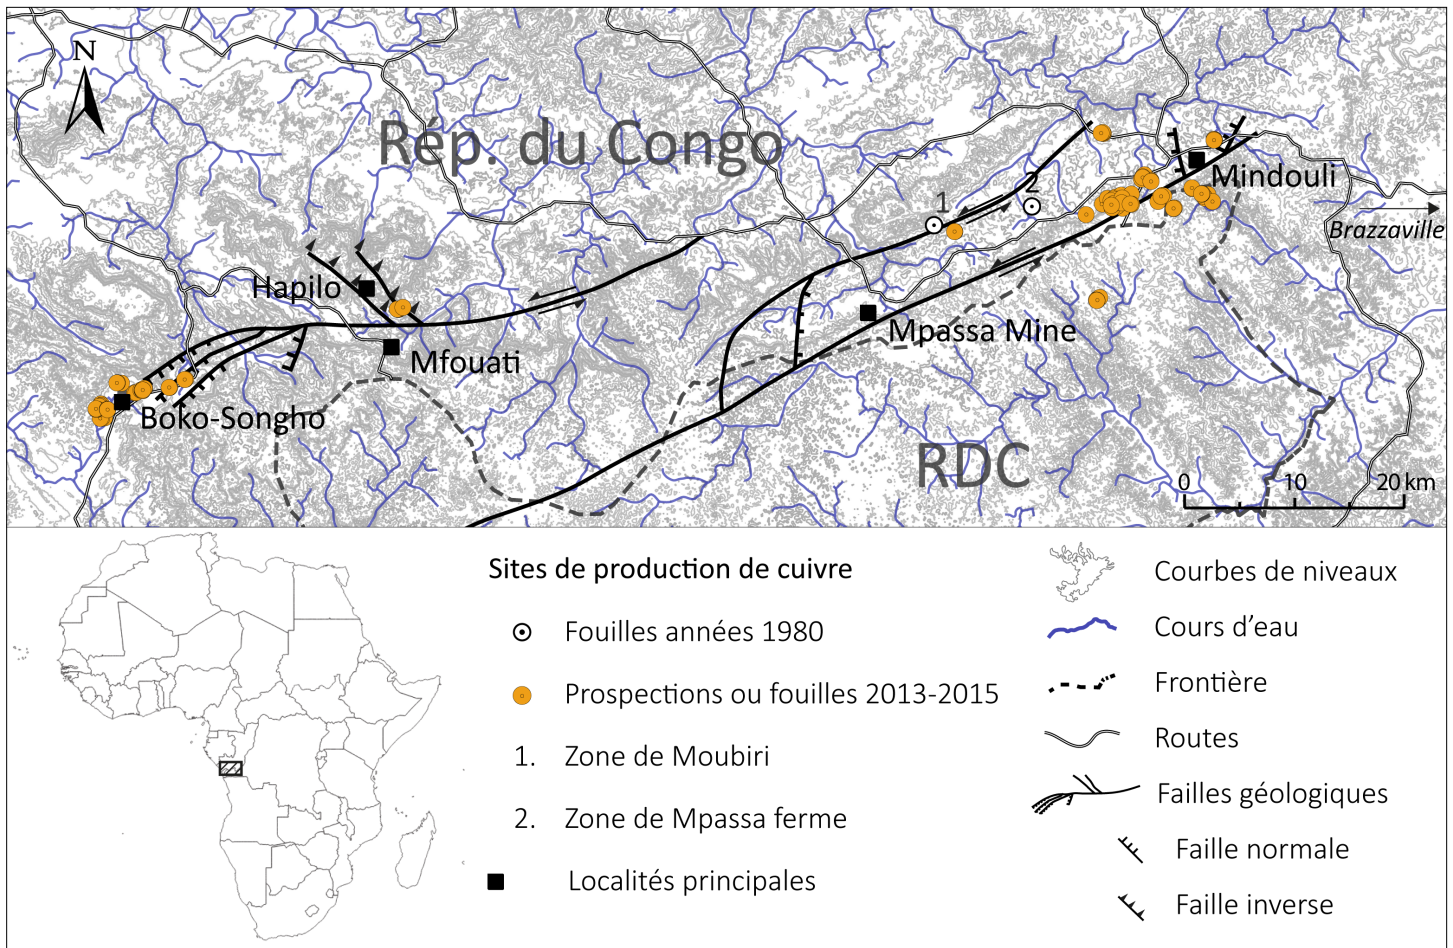 N
Rép. du Congo
1
2
Mindouli
Brazzaville
Hapilo
Mpassa Mine
Mfouati
Boko-Songho
RDC
0 10 20 km
Sites de production de cuivre
Fouilles années 1980
Prospections ou fouilles 2013-2015
1. Zone de Moubiri
2. Zone de Mpassa ferme
Localités principales
Courbes de niveaux
Cours d’eau
Frontière
Routes
Failles géologiques
Faille normale
Faille inverse